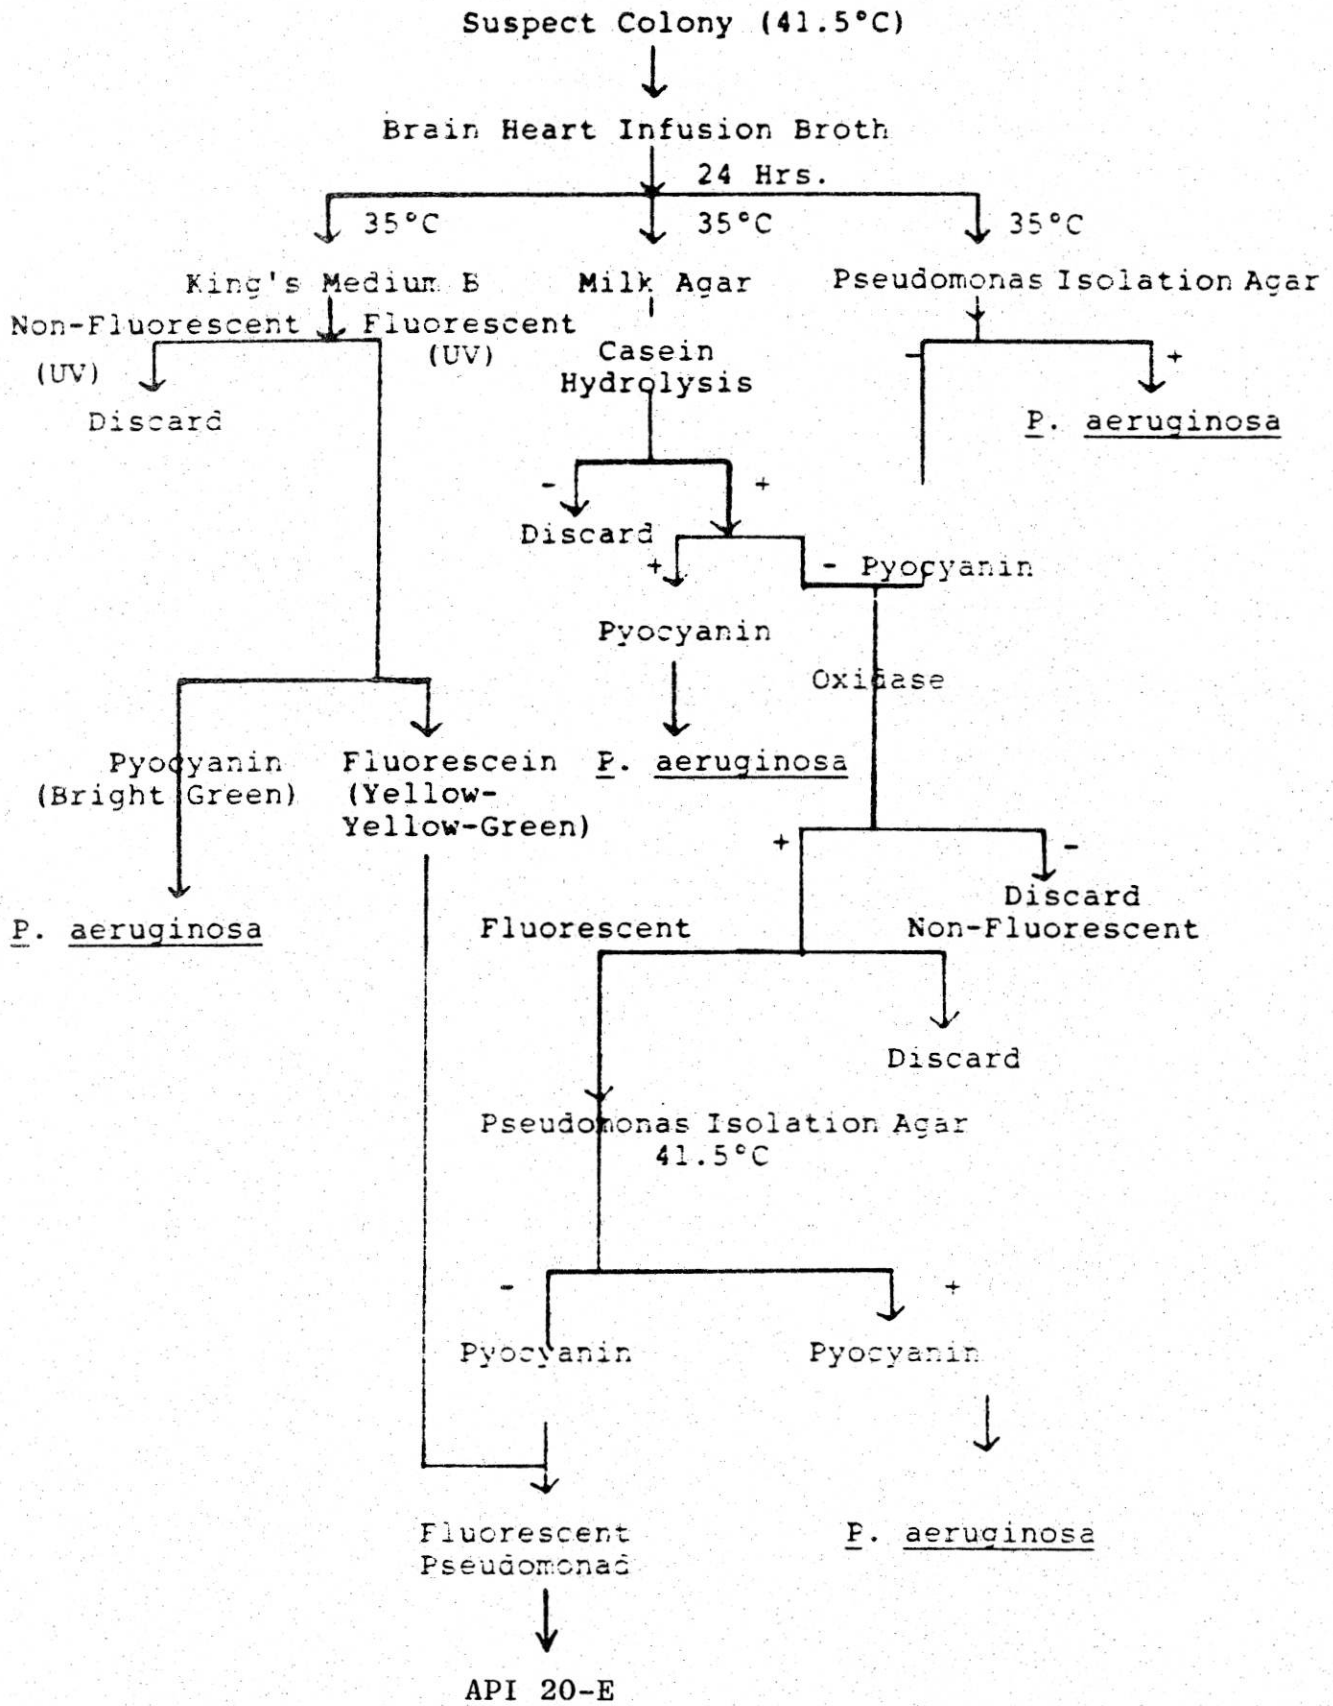 Suspect Colony (41.5°C)
Brain Heart Infusion Broth
24 Hrs.
35°C
35°C
35°C
King's Medium B
Milk Agar
Pseudomonas Isolation Agar
Non-Fluorescent
(UV)
Fluorescent
(UV)
Discard
Casein
Hydrolysis
-
+
P. aeruginosa
-
+
Discard
+
- Pyocyanin
Pyocyanin
P. aeruginosa
Oxidase
Pyocyanin
(Bright Green)
Fluorescein
(Yellow-
Yellow-Green)
P. aeruginosa
+
-
Discard
Fluorescent
Non-Fluorescent
Discard
Pseudomonas Isolation Agar
41.5°C
-
+
Pyocyanin
Pyocyanin
Fluorescent
Pseudomonad
P. aeruginosa
API 20-E